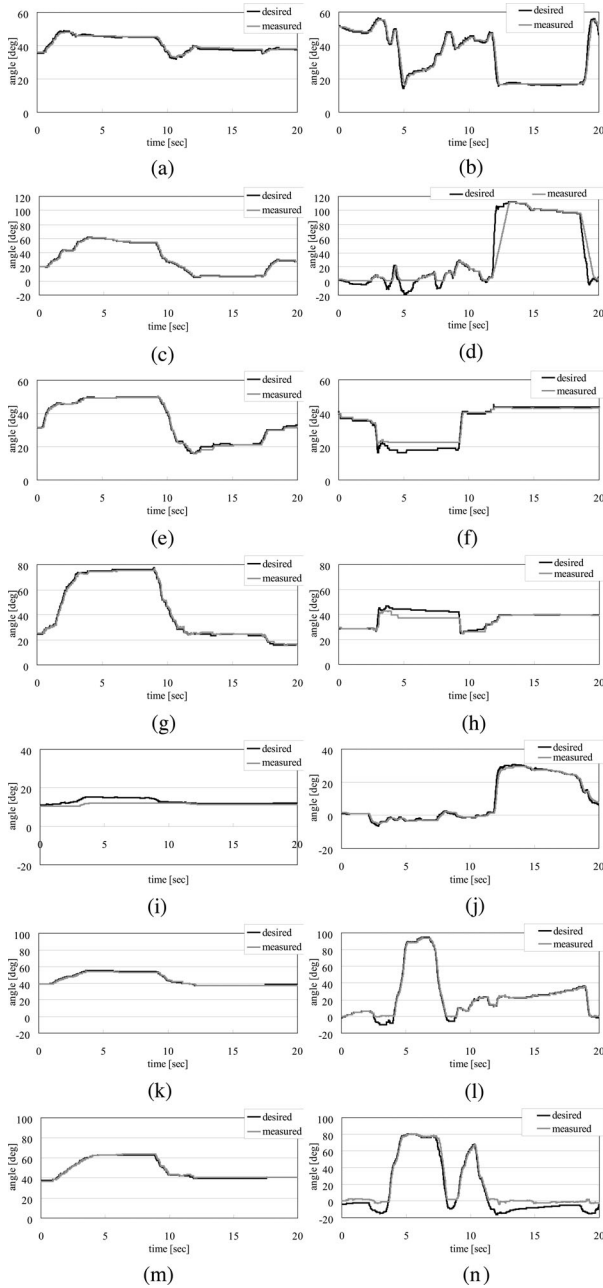 60
40
20
0
angle [deg]
0 5 10 15 20
time [sec]
desired
measured
(a)
60
40
20
0
angle [deg]
0 5 10 15 20
time [sec]
desired
measured
(b)
120
100
80
60
40
20
0
-20
angle [deg]
0 5 10 15 20
time [sec]
desired
measured
(c)
120
100
80
60
40
20
0
-20
angle [deg]
0 5 10 15 20
time [sec]
desired measured
(d)
60
40
20
0
angle [deg]
0 5 10 15 20
time [sec]
desired
measured
(e)
60
40
20
0
angle [deg]
0 5 10 15 20
time [sec]
desired
measured
(f)
80
60
40
20
0
angle [deg]
0 5 10 15 20
time [sec]
desired
measured
(g)
80
60
40
20
0
angle [deg]
0 5 10 15 20
time [sec]
desired
measured
(h)
40
20
0
-20
angle [deg]
0 5 10 15 20
time [sec]
desired
measured
(i)
40
20
0
-20
angle [deg]
0 5 10 15 20
time [sec]
desired
measured
(j)
100
80
60
40
20
0
angle [deg]
0 5 10 15 20
time [sec]
desired
measured
(k)
100
80
60
40
20
0
-20
angle [deg]
0 5 10 15 20
time [sec]
desired
measured
(l)
100
80
60
40
20
0
angle [deg]
0 5 10 15 20
time [sec]
desired
measured
(m)
100
80
60
40
20
0
-20
angle [deg]
0 5 10 15 20
time [sec]
desired
measured
(n)